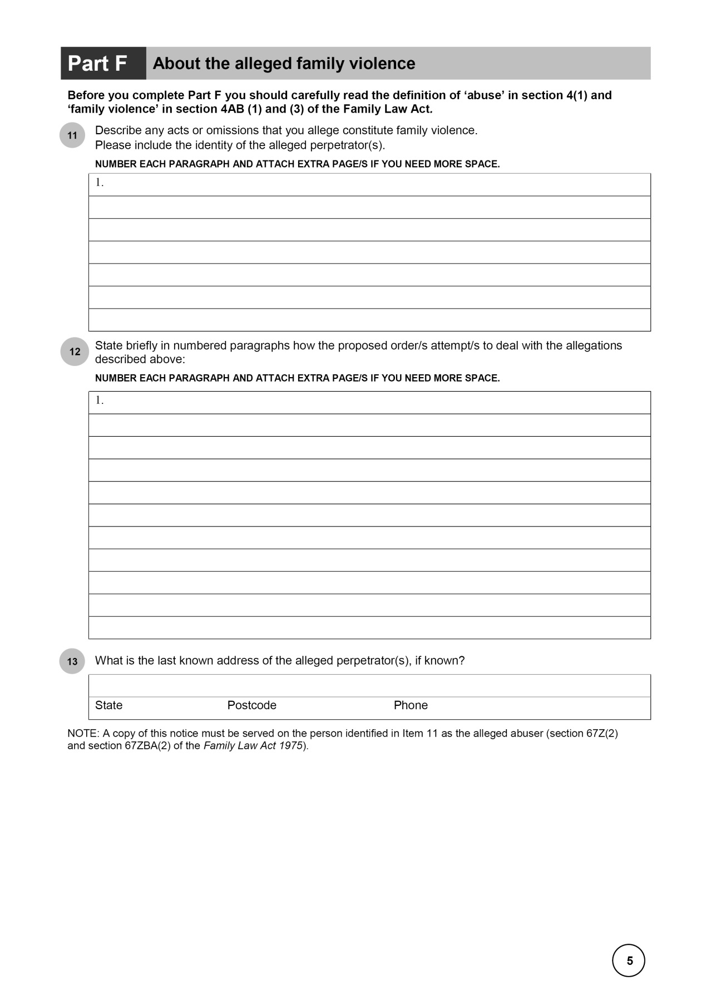 Part F About the alleged family violence
Before you complete Part F you should carefully read the definition of ‘abuse’ in section 4(1) and
‘family violence’ in section 4AB (1) and (3) of the Family Law Act.
11 Describe any acts or omissions that you allege constitute family violence.
Please include the identity of the alleged perpetrator(s).
NUMBER EACH PARAGRAPH AND ATTACH EXTRA PAGE/S IF YOU NEED MORE SPACE.
1.
12 State briefly in numbered paragraphs how the proposed order/s attempt/s to deal with the allegations
described above:
NUMBER EACH PARAGRAPH AND ATTACH EXTRA PAGE/S IF YOU NEED MORE SPACE.
1.
13 What is the last known address of the alleged perpetrator(s), if known?
State Postcode Phone
NOTE: A copy of this notice must be served on the person identified in Item 11 as the alleged abuser (section 67Z(2)
and section 67ZBA(2) of the Family Law Act 1975).
5